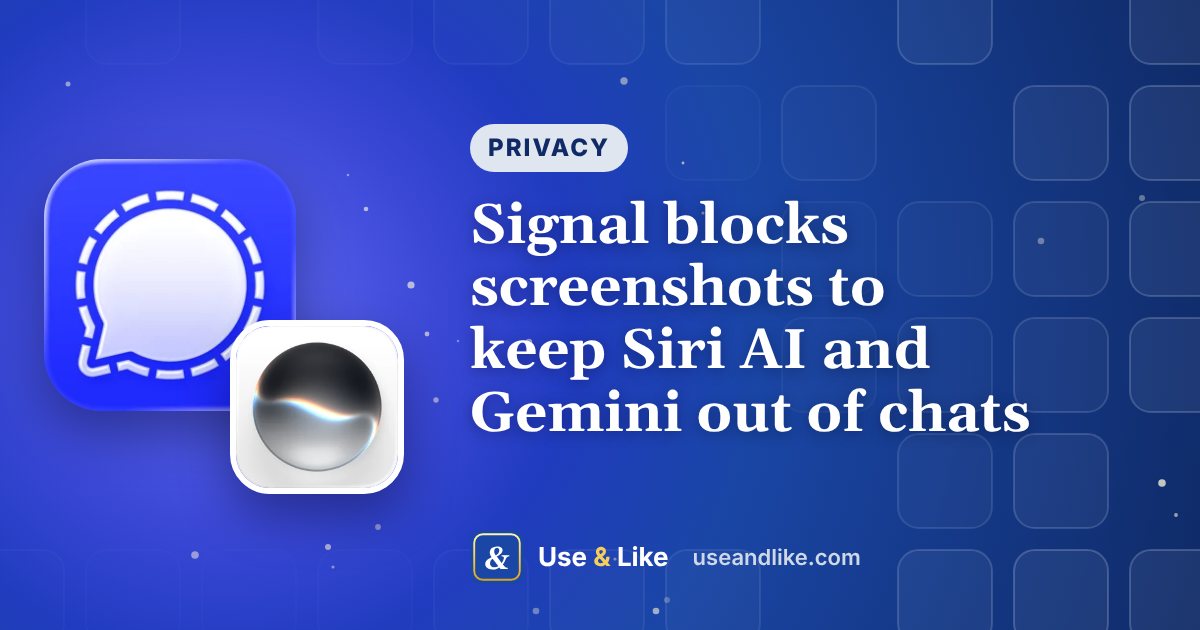 PRIVACY
Signal blocks
screenshots to
keep Siri AI and
Gemini out of chats
& Use & Like useandlike.com